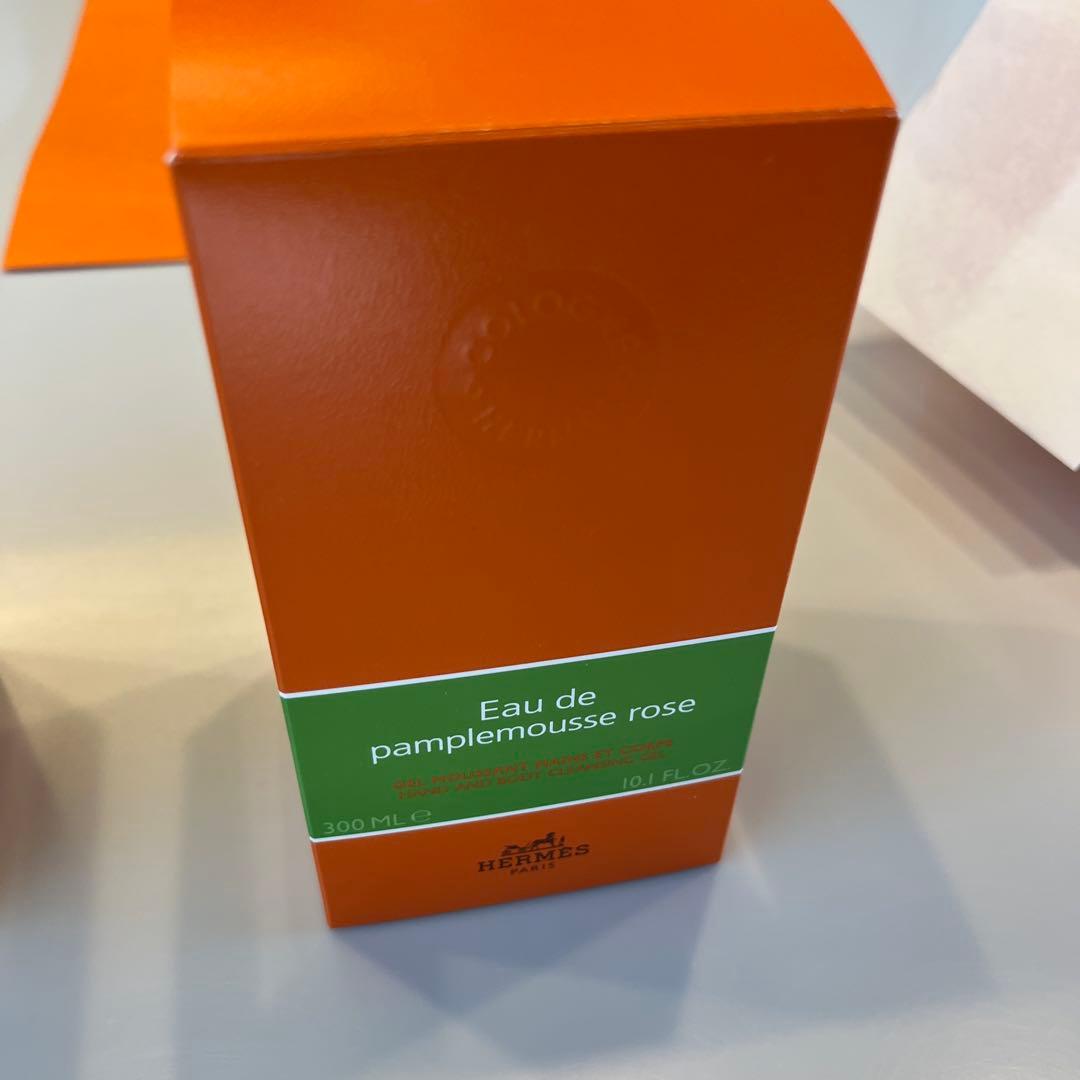 COLOGNES
Eau de
pamplemousse rose
GEL MOUSSANT MAINS ET CORPS
HAND AND BODY CLEANSING GEL
10.1 FL.OZ.
300 ML ℮
HERMÈS
PARIS